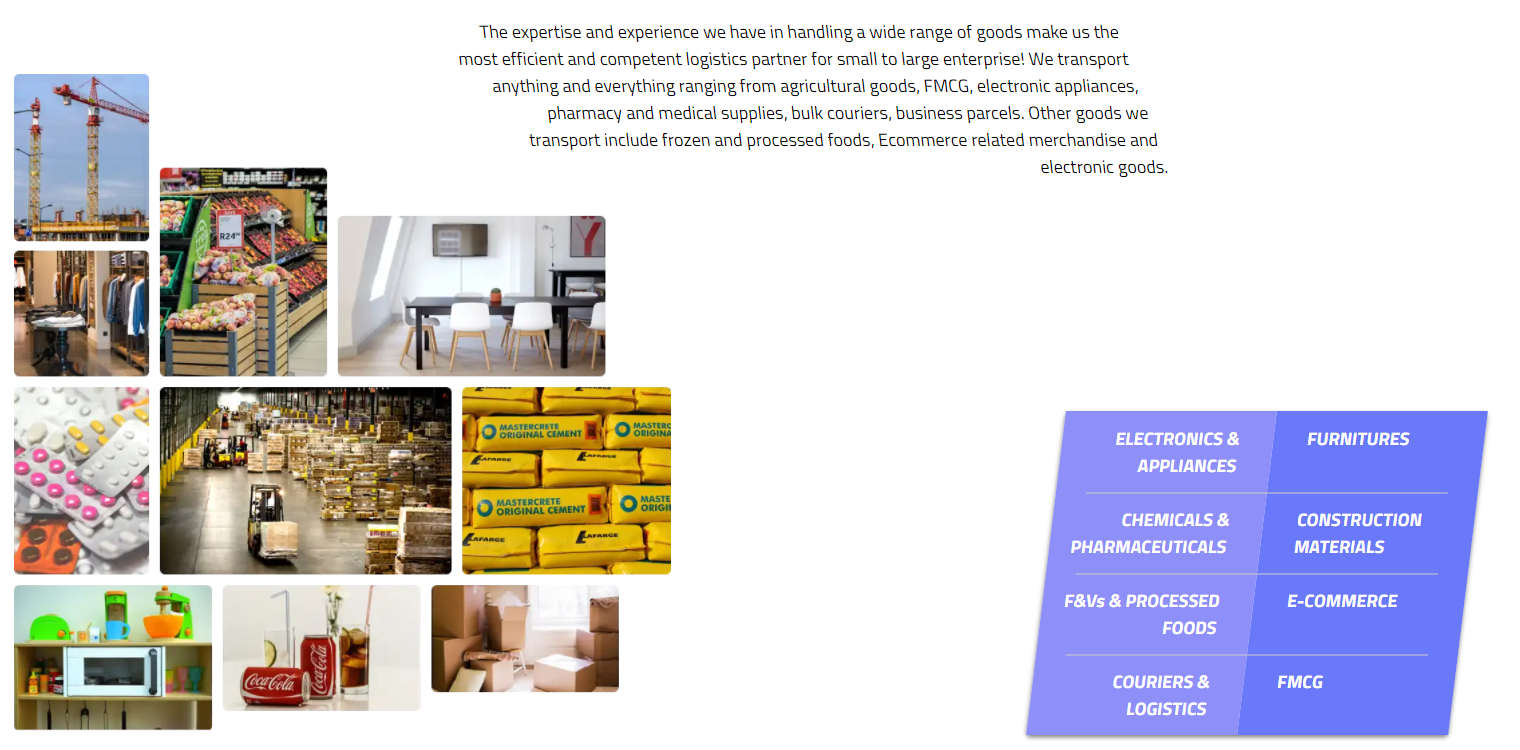 The expertise and experience we have in handling a wide range of goods make us the
most efficient and competent logistics partner for small to large enterprise! We transport
anything and everything ranging from agricultural goods, FMCG, electronic appliances,
pharmacy and medical supplies, bulk couriers, business parcels. Other goods we
transport include frozen and processed foods, Ecommerce related merchandise and
electronic goods.
R24
Y
MASTERCRETE
ORIGINAL CEMENT
LAFARGE
LAFARGE
MASTERCRETE
ORIGINAL CEMENT
LAFARGE
LAFARGE
Coca-Cola
Coca-Cola
ELECTRONICS &
APPLIANCES
FURNITURES
CHEMICALS &
PHARMACEUTICALS
CONSTRUCTION
MATERIALS
F&Vs & PROCESSED
FOODS
E-COMMERCE
COURIERS &
LOGISTICS
FMCG